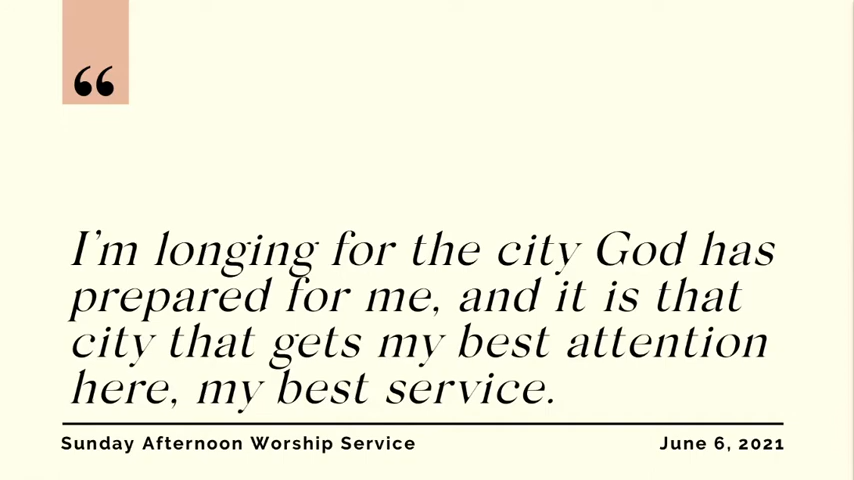 “
I’m longing for the city God has
prepared for me, and it is that
city that gets my best attention
here, my best service.
Sunday Afternoon Worship Service
June 6, 2021